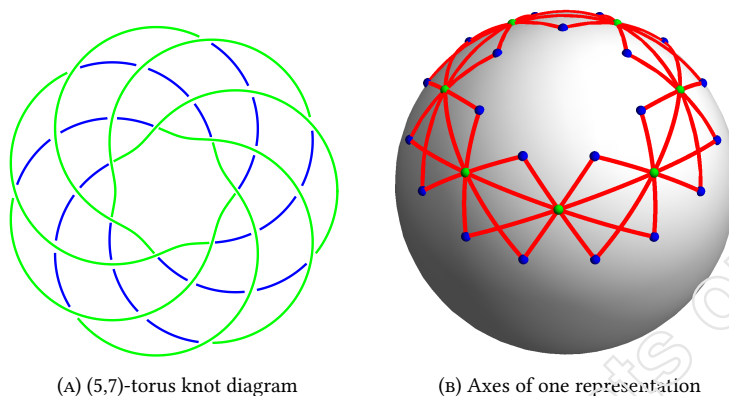 (A) (5,7)-torus knot diagram
(B) Axes of one representation